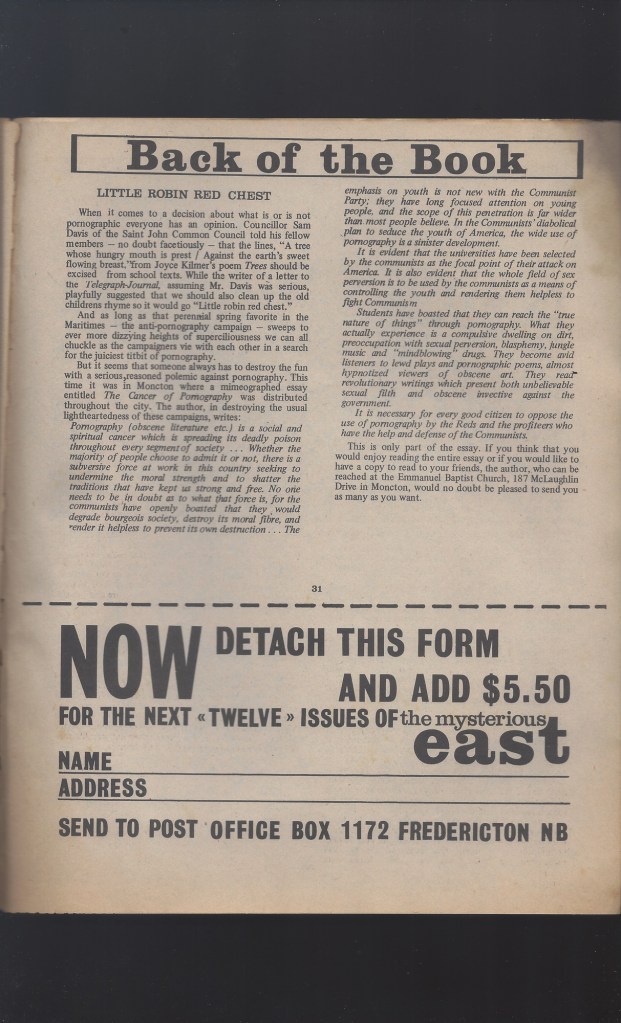 Back of the Book
LITTLE ROBIN RED CHEST
When it comes to a decision about what is or is not
pornographic everyone has an opinion. Councillor Sam
Davis of the Saint John Common Council told his fellow
members — no doubt facetiously — that the lines, "A tree
whose hungry mouth is prest / Against the earth's sweet
flowing breast,"from Joyce Kilmer's poem Trees should be
excised from school texts. While the writer of a letter to
the Telegraph-Journal, assuming Mr. Davis was serious,
playfully suggested that we should also clean up the old
childrens rhyme so it would go "Little robin red chest."
And as long as that perennial spring favorite in the
Maritimes — the anti-pornography campaign — sweeps to
ever more dizzying heights of superciliousness we can all
chuckle as the campaigners vie with each other in a search
for the juiciest titbit of pornography.
But it seems that someone always has to destroy the fun
with a serious,reasoned polemic against pornography. This
time it was in Moncton where a mimeographed essay
entitled The Cancer of Pornography was distributed
throughout the city. The author, in destroying the usual
lightheartedness of these campaigns, writes:
Pornography (obscene literature etc.) is a social and
spiritual cancer which is spreading its deadly poison
throughout every segment of society . . . Whether the
majority of people choose to admit it or not, there is a
subversive force at work in this country seeking to
undermine the moral strength and to shatter the
traditions that have kept us strong and free. No one
needs to be in doubt as to what that force is, for the
communists have openly boasted that they would
degrade bourgeois society, destroy its moral fibre, and
render it helpless to prevent its own destruction . . . The
emphasis on youth is not new with the Communist
Party; they have long focused attention on young
people, and the scope of this penetration is far wider
than most people believe. In the Communists' diabolical
plan to seduce the youth of America, the wide use of
pornography is a sinister development.
It is evident that the universities have been selected
by the communists as the focal point of their attack on
America. It is also evident that the whole field of sex
perversion is to be used by the communists as a means of
controlling the youth and rendering them helpless to
fight Communism
Students have boasted that they can reach the "true
nature of things" through pornography. What they
actually experience is a compulsive dwelling on dirt,
preoccupation with sexual perversion, blasphemy, jungle
music and "mindblowing" drugs. They become avid
listeners to lewd plays and pornographic poems, almost
hypnotized viewers of obscene art. They read
revolutionary writings which present both unbelievable
sexual filth and obscene invective against the
government.
It is necessary for every good citizen to oppose the
use of pornography by the Reds and the profiteers who
have the help and defense of the Communists.
This is only part of the essay. If you think that you
would enjoy reading the entire essay or if you would like to
have a copy to read to your friends, the author, who can be
reached at the Emmanuel Baptist Church, 187 McLaughlin
Drive in Moncton, would no doubt be pleased to send you
as many as you want.
31
NOW DETACH THIS FORM
AND ADD $5.50
FOR THE NEXT « TWELVE » ISSUES OF the mysterious
east
NAME
ADDRESS
SEND TO POST OFFICE BOX 1172 FREDERICTON NB